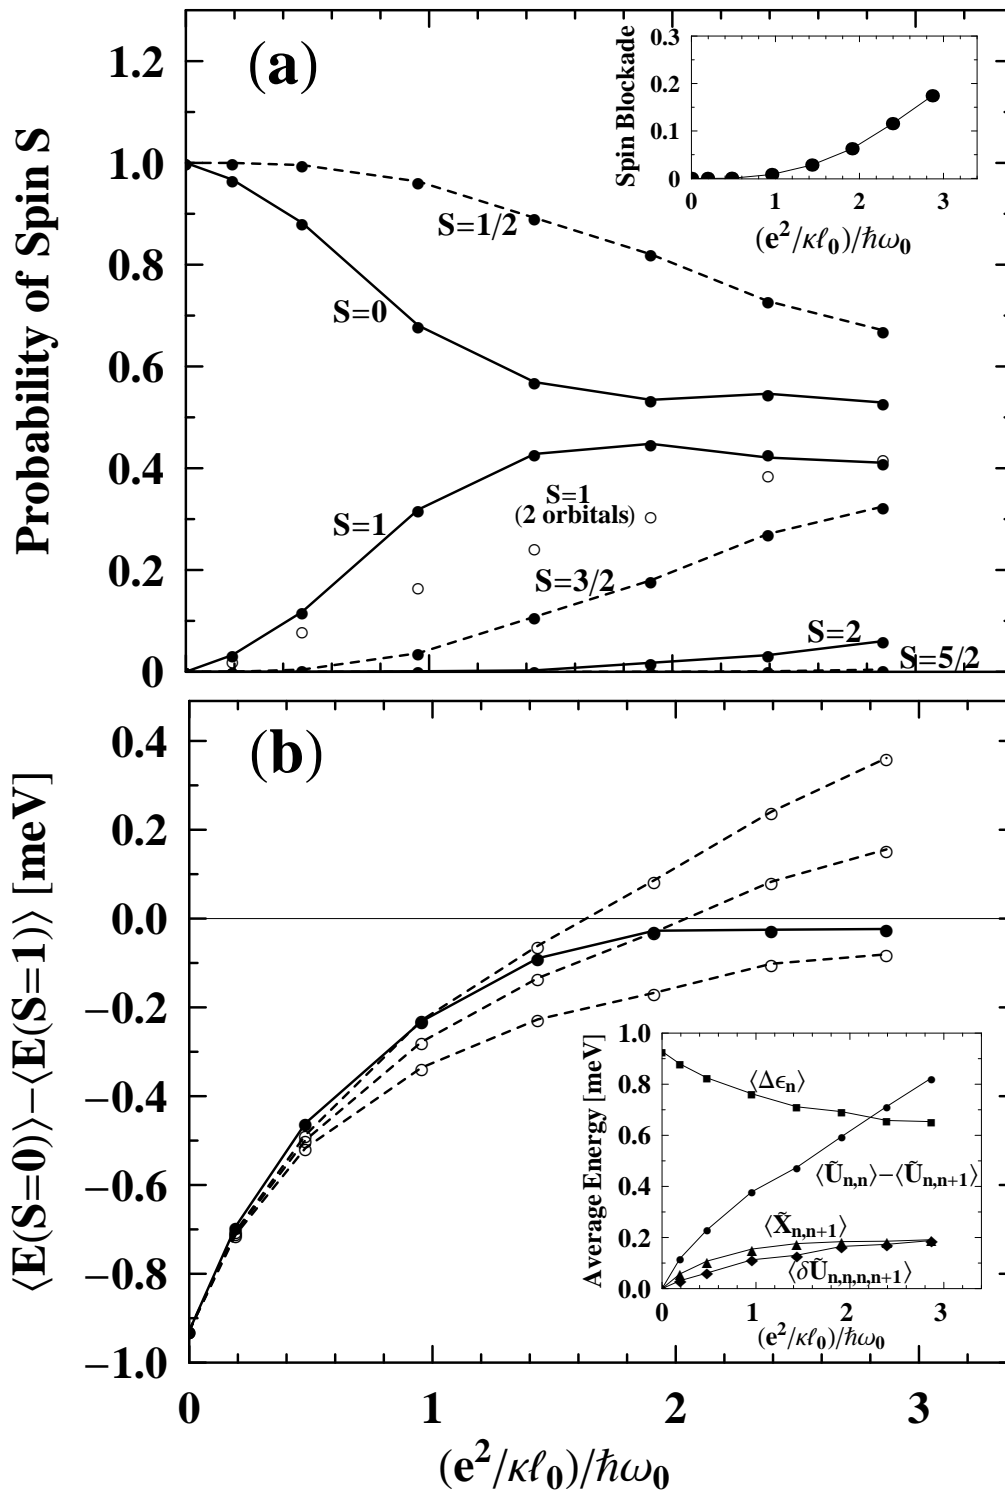 (a)
Probability of Spin S
1.2
1.0
0.8
0.6
0.4
0.2
0
S=1/2
S=0
S=1
S=1
(2 orbitals)
S=3/2
S=2
S=5/2
Spin Blockade
0.3
0.2
0.1
0
0 1 2 3
(e²/κℓ₀)/ℏω₀
(b)
⟨E(S=0)⟩−⟨E(S=1)⟩ [meV]
0.4
0.2
0.0
−0.2
−0.4
−0.6
−0.8
−1.0
0 1 2 3
(e²/κℓ₀)/ℏω₀
Average Energy [meV]
1.0
0.8
0.6
0.4
0.2
0.0
⟨Δϵₙ⟩
⟨Ũₙ,ₙ⟩−⟨Ũₙ,ₙ₊₁⟩
⟨X̃ₙ,ₙ₊₁⟩
⟨δŨₙ,ₙ,ₙ,ₙ₊₁⟩
0 1 2 3
(e²/κℓ₀)/ℏω₀